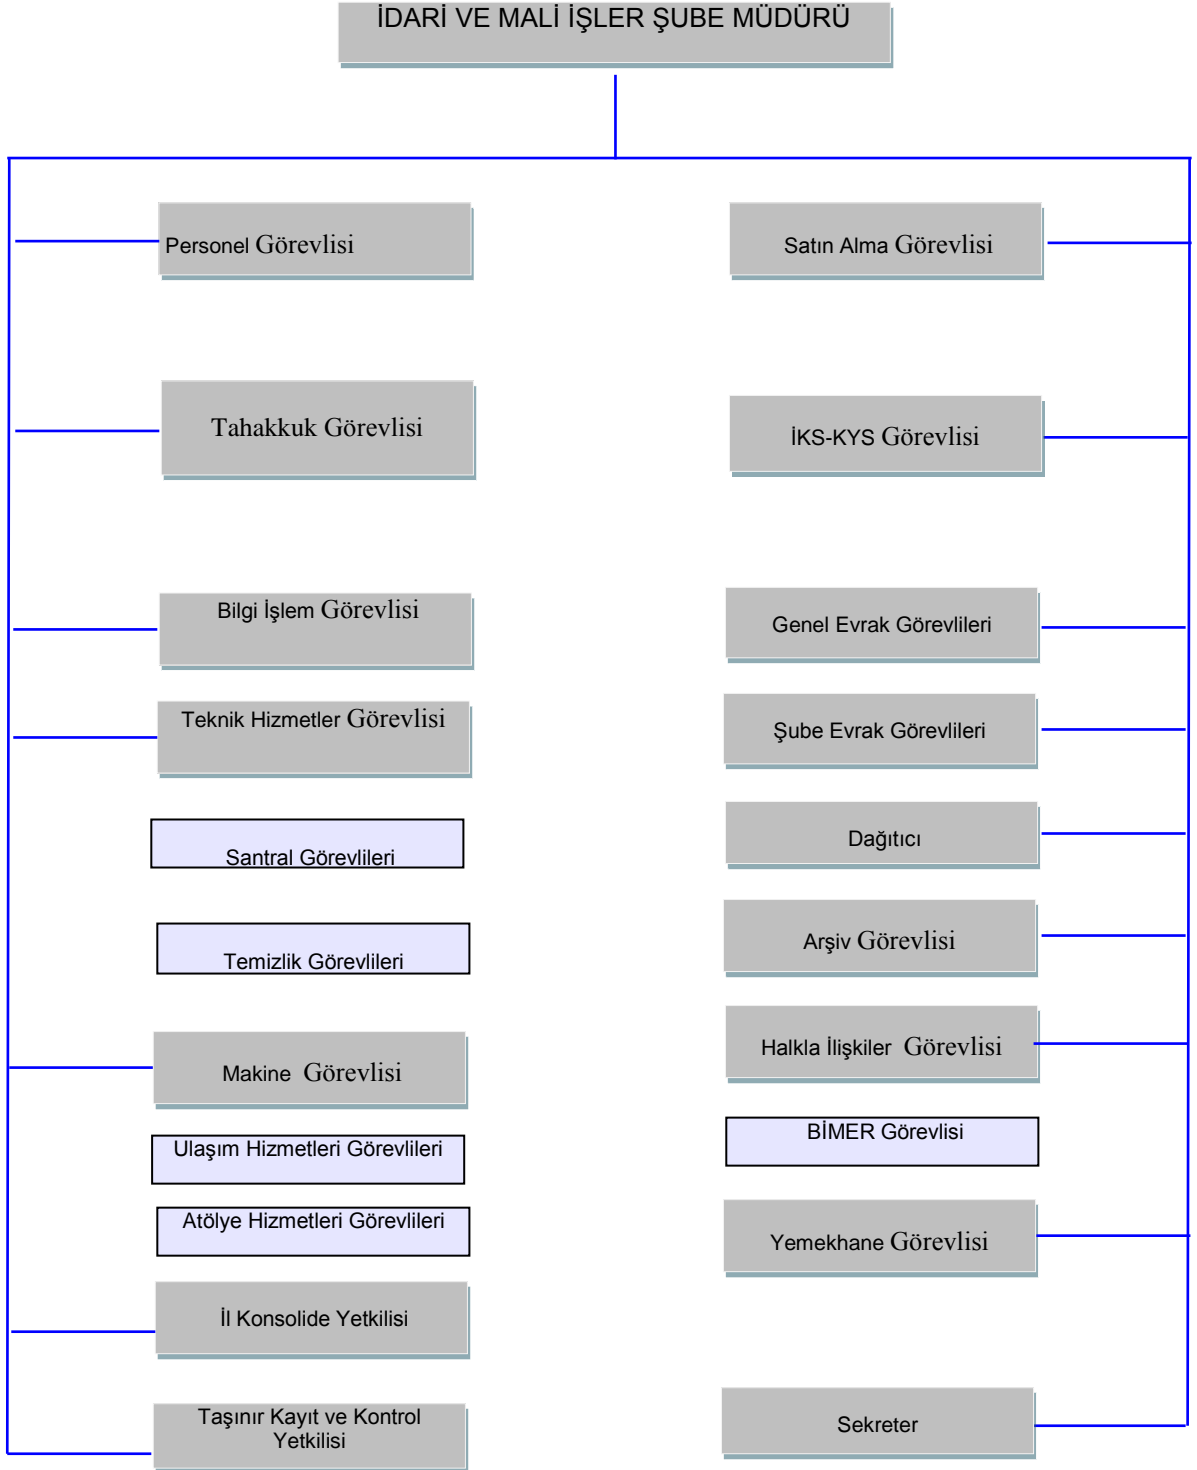 İDARİ VE MALİ İŞLER ŞUBE MÜDÜRÜ
Personel Görevlisi
Satın Alma Görevlisi
Tahakkuk Görevlisi
İKS-KYS Görevlisi
Bilgi İşlem Görevlisi
Genel Evrak Görevlileri
Teknik Hizmetler Görevlisi
Şube Evrak Görevlileri
Santral Görevlileri
Dağıtıcı
Temizlik Görevlileri
Arşiv Görevlisi
Makine Görevlisi
Halkla İlişkiler Görevlisi
Ulaşım Hizmetleri Görevlileri
BİMER Görevlisi
Atölye Hizmetleri Görevlileri
Yemekhane Görevlisi
İl Konsolide Yetkilisi
Taşınır Kayıt ve Kontrol
Yetkilisi
Sekreter